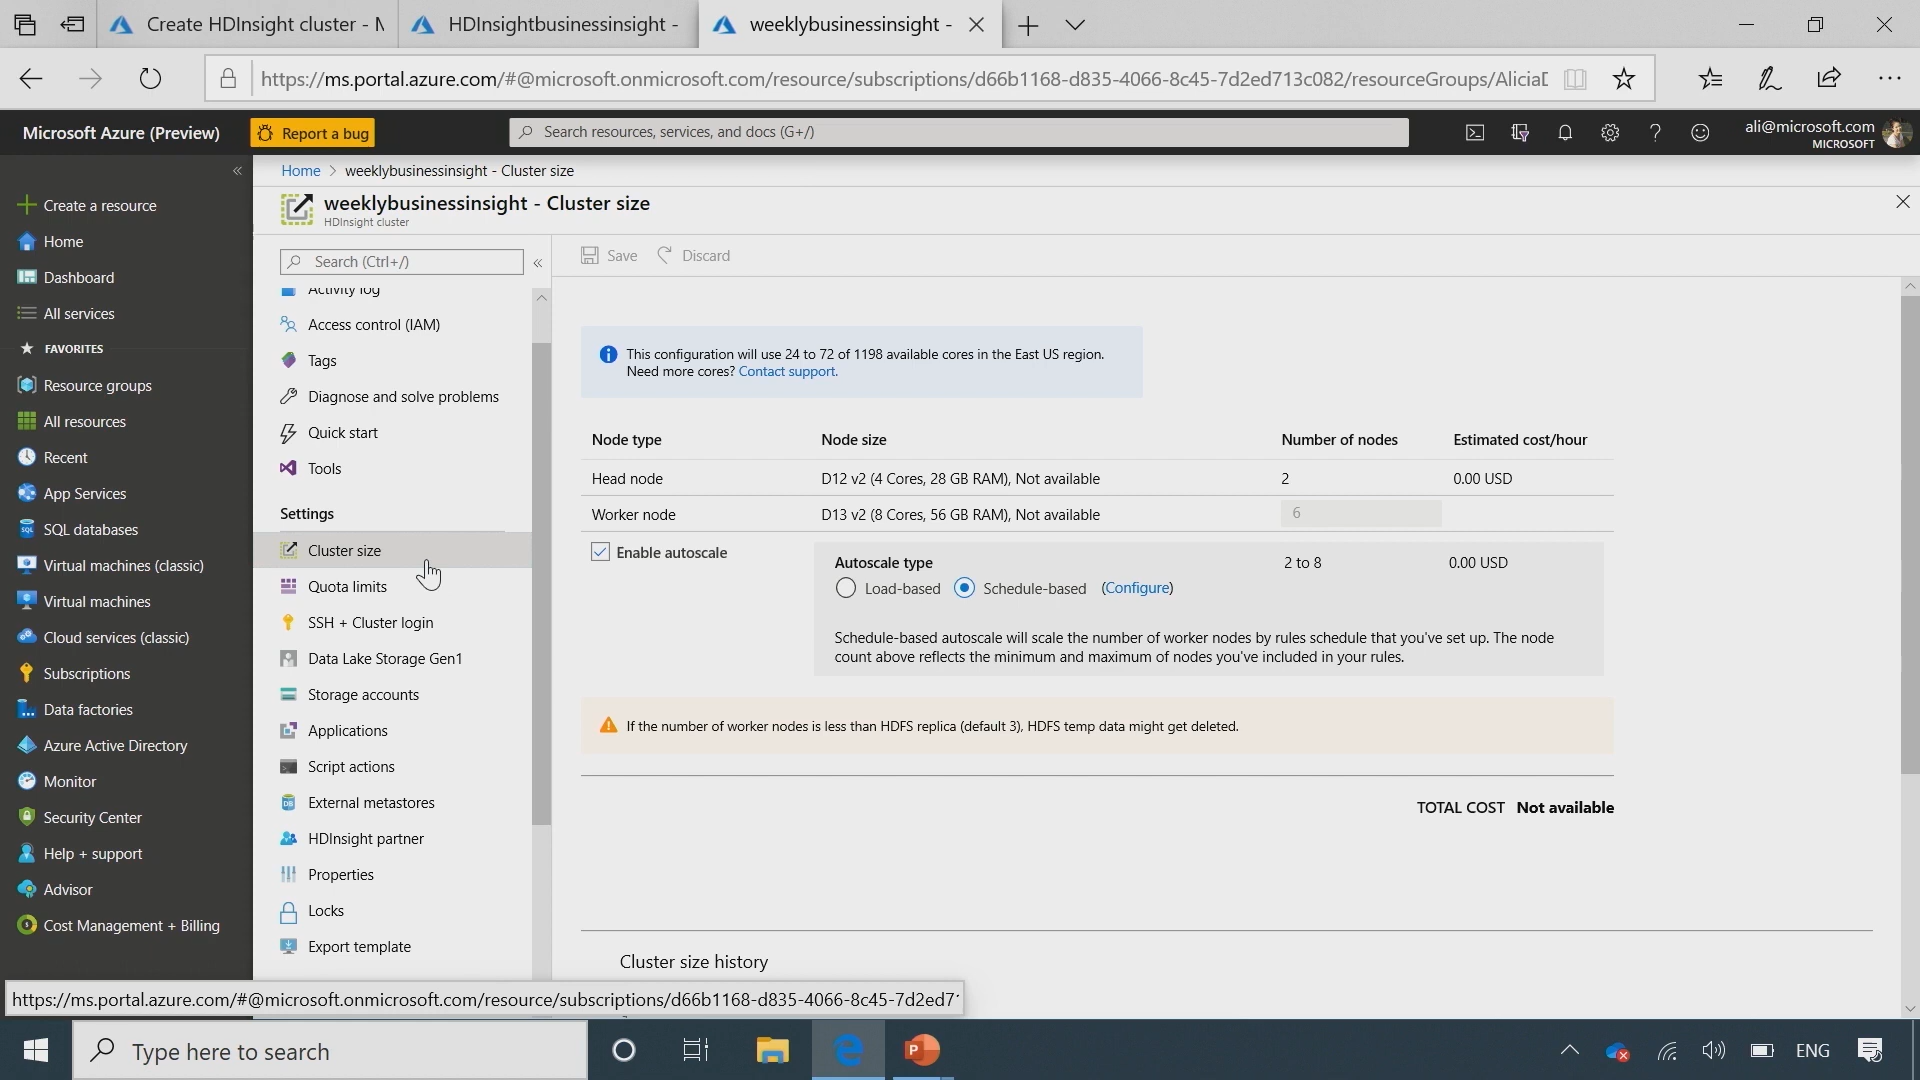 Create HDInsight cluster - M
HDInsightbusinessinsight -
weeklybusinessinsight -
https://ms.portal.azure.com/#@microsoft.onmicrosoft.com/resource/subscriptions/d66b1168-d835-4066-8c45-7d2ed713c082/resourceGroups/AliciaD
Microsoft Azure (Preview)
Report a bug
Search resources, services, and docs (G+/)
ali@microsoft.com
MICROSOFT
Create a resource
Home
Dashboard
All services
FAVORITES
Resource groups
All resources
Recent
App Services
SQL databases
Virtual machines (classic)
Virtual machines
Cloud services (classic)
Subscriptions
Data factories
Azure Active Directory
Monitor
Security Center
Help + support
Advisor
Cost Management + Billing
Home > weeklybusinessinsight - Cluster size
weeklybusinessinsight - Cluster size
HDInsight cluster
Search (Ctrl+/)
Activity log
Access control (IAM)
Tags
Diagnose and solve problems
Quick start
Tools
Settings
Cluster size
Quota limits
SSH + Cluster login
Data Lake Storage Gen1
Storage accounts
Applications
Script actions
External metastores
HDInsight partner
Properties
Locks
Export template
Save Discard
This configuration will use 24 to 72 of 1198 available cores in the East US region.
Need more cores? Contact support.
Node type Node size Number of nodes Estimated cost/hour
Head node D12 v2 (4 Cores, 28 GB RAM), Not available 2 0.00 USD
Worker node D13 v2 (8 Cores, 56 GB RAM), Not available 6
Enable autoscale
Autoscale type 2 to 8 0.00 USD
Load-based Schedule-based (Configure)
Schedule-based autoscale will scale the number of worker nodes by rules schedule that you've set up. The node
count above reflects the minimum and maximum of nodes you've included in your rules.
If the number of worker nodes is less than HDFS replica (default 3), HDFS temp data might get deleted.
TOTAL COST Not available
Cluster size history
https://ms.portal.azure.com/#@microsoft.onmicrosoft.com/resource/subscriptions/d66b1168-d835-4066-8c45-7d2ed7
Type here to search
ENG